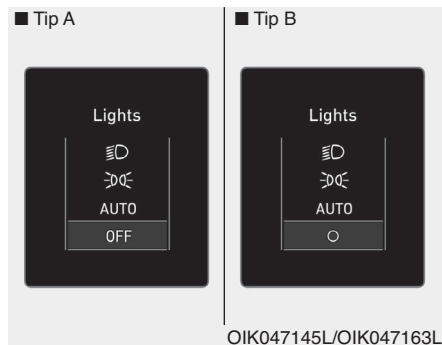 ■ Tip A
Lights
AUTO
OFF
■ Tip B
Lights
AUTO
O
OIK047145L/OIK047163L